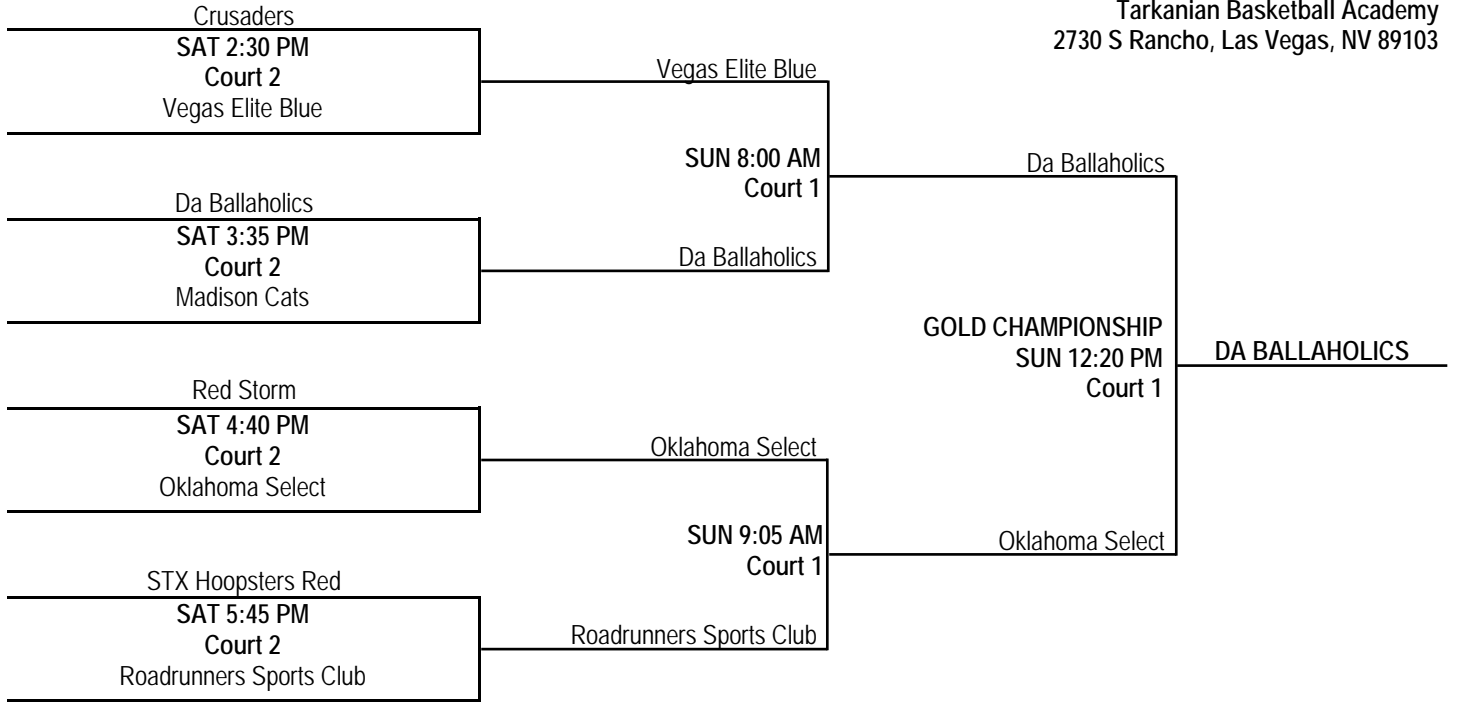 Tarkanian Basketball Academy
2730 S Rancho, Las Vegas, NV 89103
Crusaders
SAT 2:30 PM
Court 2
Vegas Elite Blue
Da Ballaholics
SAT 3:35 PM
Court 2
Madison Cats
Red Storm
SAT 4:40 PM
Court 2
Oklahoma Select
STX Hoopsters Red
SAT 5:45 PM
Court 2
Roadrunners Sports Club
Vegas Elite Blue
SUN 8:00 AM
Court 1
Da Ballaholics
Oklahoma Select
SUN 9:05 AM
Court 1
Roadrunners Sports Club
Da Ballaholics
GOLD CHAMPIONSHIP
SUN 12:20 PM
Court 1
Oklahoma Select
DA BALLAHOLICS